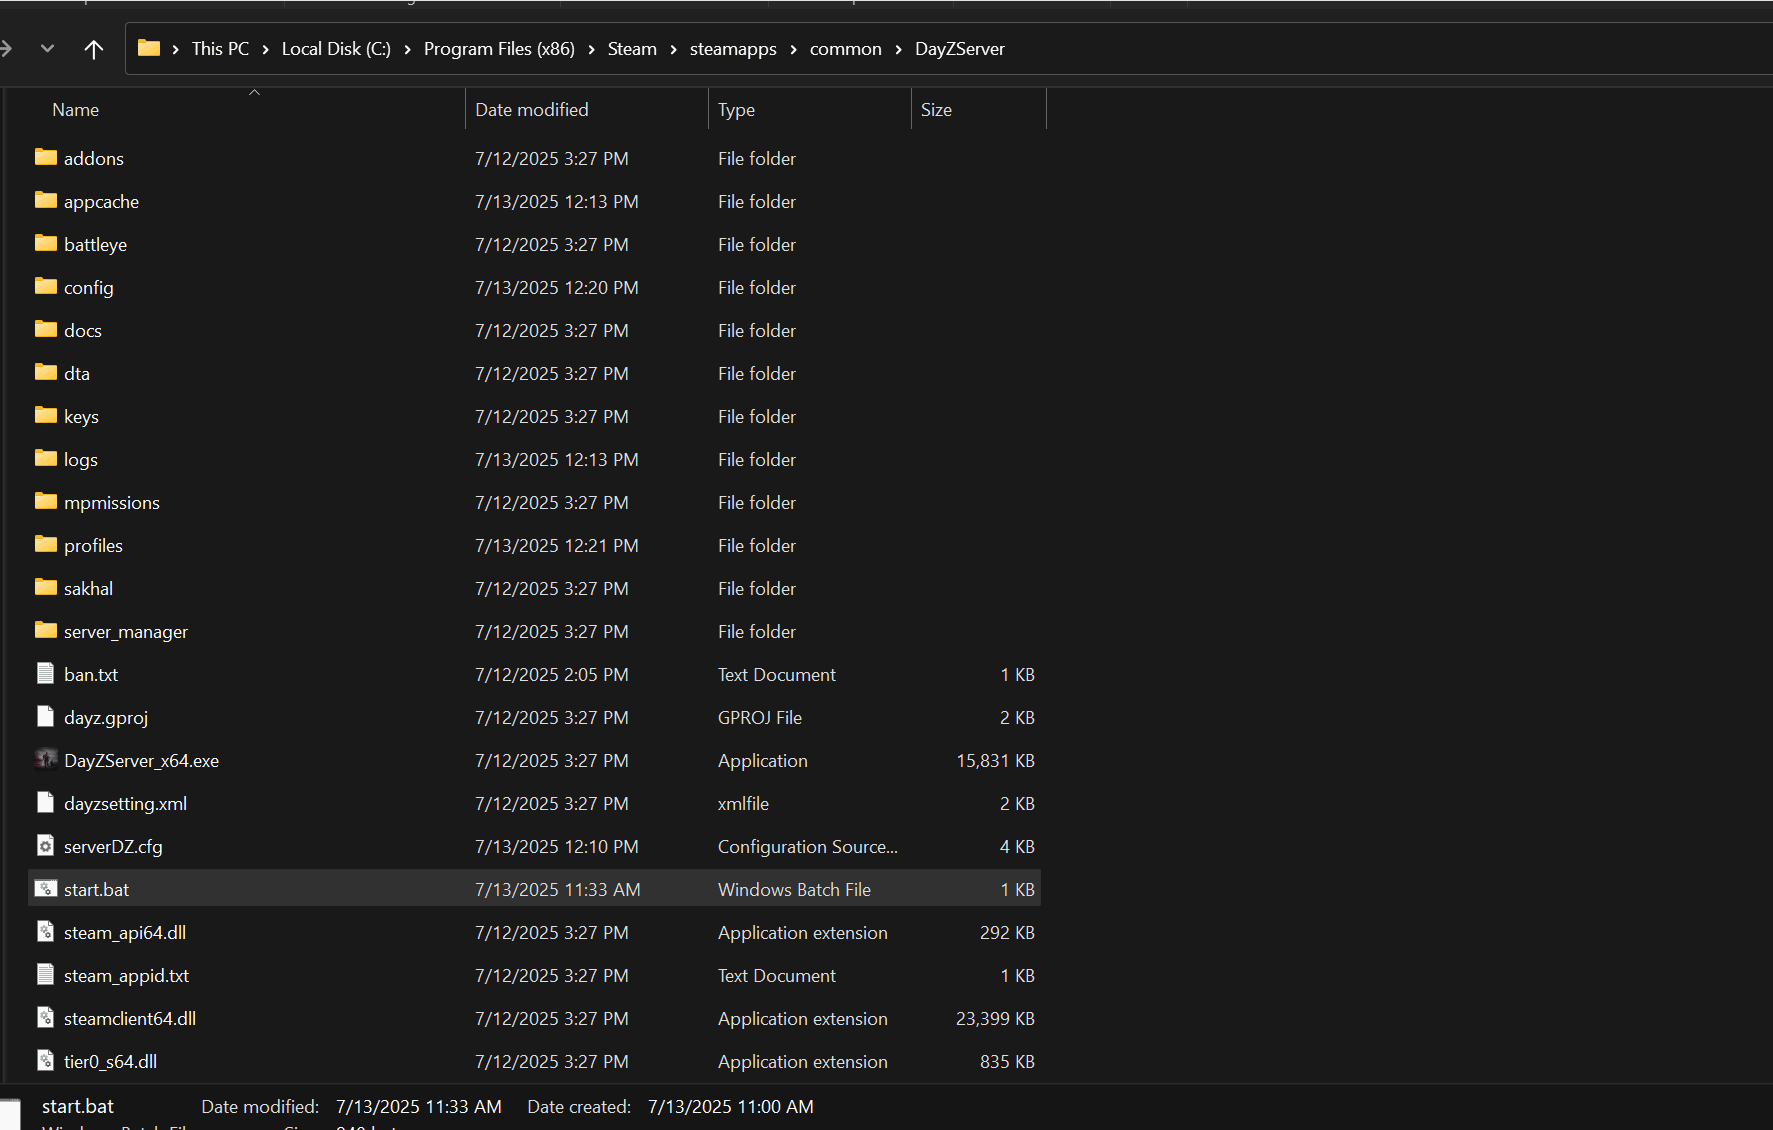 This PC > Local Disk (C:) > Program Files (x86) > Steam > steamapps > common > DayZServer
Name Date modified Type Size
addons 7/12/2025 3:27 PM File folder
appcache 7/13/2025 12:13 PM File folder
battleye 7/12/2025 3:27 PM File folder
config 7/13/2025 12:20 PM File folder
docs 7/12/2025 3:27 PM File folder
dta 7/12/2025 3:27 PM File folder
keys 7/12/2025 3:27 PM File folder
logs 7/13/2025 12:13 PM File folder
mpmissions 7/12/2025 3:27 PM File folder
profiles 7/13/2025 12:21 PM File folder
sakhal 7/12/2025 3:27 PM File folder
server_manager 7/12/2025 3:27 PM File folder
ban.txt 7/12/2025 2:05 PM Text Document 1 KB
dayz.gproj 7/12/2025 3:27 PM GPROJ File 2 KB
DayZServer_x64.exe 7/12/2025 3:27 PM Application 15,831 KB
dayzsetting.xml 7/12/2025 3:27 PM xmlfile 2 KB
serverDZ.cfg 7/13/2025 12:10 PM Configuration Source... 4 KB
start.bat 7/13/2025 11:33 AM Windows Batch File 1 KB
steam_api64.dll 7/12/2025 3:27 PM Application extension 292 KB
steam_appid.txt 7/12/2025 3:27 PM Text Document 1 KB
steamclient64.dll 7/12/2025 3:27 PM Application extension 23,399 KB
tier0_s64.dll 7/12/2025 3:27 PM Application extension 835 KB
start.bat Date modified: 7/13/2025 11:33 AM Date created: 7/13/2025 11:00 AM